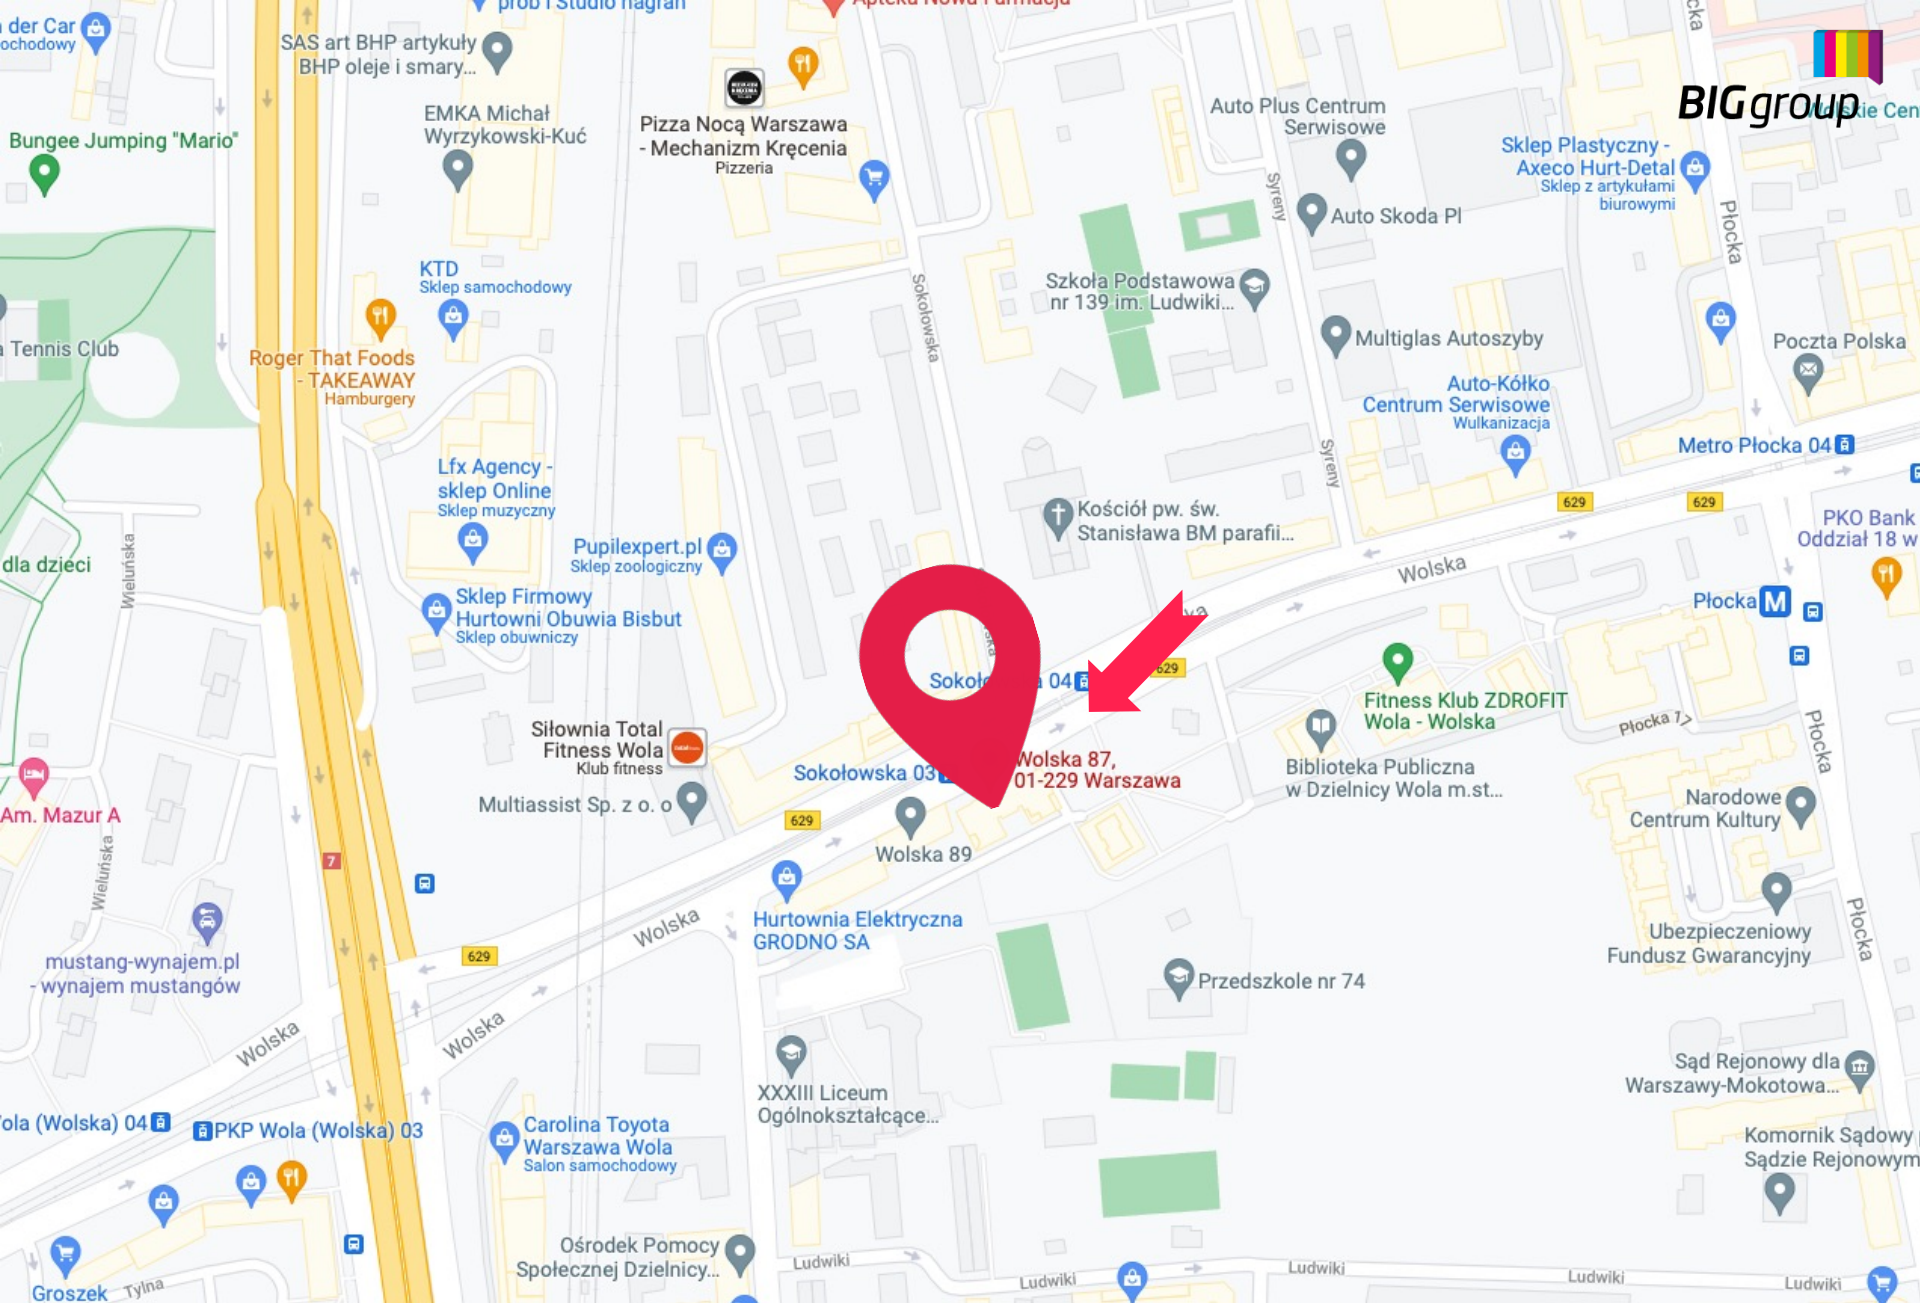 prób i Studio nagrań
Apteka Nowa Farmacja
der Car
ochodowy
SAS art BHP artykuły
BHP oleje i smary...
BIGgroup
Wolskie Cen
EMKA Michał
Wyrzykowski-Kuć
Pizza Nocą Warszawa
- Mechanizm Kręcenia
Pizzeria
Auto Plus Centrum
Serwisowe
Bungee Jumping "Mario"
Sklep Plastyczny -
Axeco Hurt-Detal
Sklep z artykułami
biurowymi
Syreny
Auto Skoda Pl
Płocka
KTD
Sklep samochodowy
Szkoła Podstawowa
nr 139 im. Ludwiki...
Sokołowska
Tennis Club
Roger That Foods
- TAKEAWAY
Hamburgery
Multiglas Autoszyby
Poczta Polska
Auto-Kółko
Centrum Serwisowe
Wulkanizacja
Metro Płocka 04
Syreny
Lfx Agency -
sklep Online
Sklep muzyczny
629
629
Kościół pw. św.
Stanisława BM parafii...
PKO Bank
Oddział 18 w
Pupilexpert.pl
Sklep zoologiczny
dla dzieci
Wieluńska
Wolska
Sklep Firmowy
Hurtowni Obuwia Bisbut
Sklep obuwniczy
Płocka
M
629
Sokoło
a 04
Fitness Klub ZDROFIT
Wola - Wolska
Płocka 17
Płocka
Siłownia Total
Fitness Wola
Klub fitness
Wolska 87,
01-229 Warszawa
Sokołowska 03
Biblioteka Publiczna
w Dzielnicy Wola m.st...
Multiassist Sp. z o. o
Narodowe
Centrum Kultury
Am. Mazur A
629
Wolska 89
7
Wieluńska
Hurtownia Elektryczna
GRODNO SA
Wolska
Płocka
Ubezpieczeniowy
Fundusz Gwarancyjny
629
mustang-wynajem.pl
- wynajem mustangów
Przedszkole nr 74
Wolska
Wolska
Sąd Rejonowy dla
Warszawy-Mokotowa...
XXXIII Liceum
Ogólnokształcące...
ola (Wolska) 04
PKP Wola (Wolska) 03
Carolina Toyota
Warszawa Wola
Salon samochodowy
Komornik Sądowy
Sądzie Rejonowym
Ośrodek Pomocy
Społecznej Dzielnicy...
Ludwiki
Ludwiki
Ludwiki
Ludwiki
Ludwiki
Groszek
Tylna